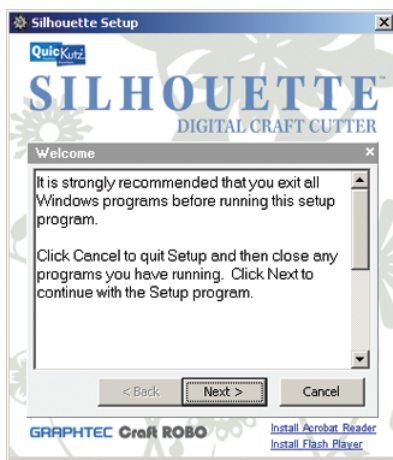 Silhouette Setup
QuicKutz
SILHOUETTE™
DIGITAL CRAFT CUTTER
Welcome
It is strongly recommended that you exit all
Windows programs before running this setup
program.
Click Cancel to quit Setup and then close any
programs you have running. Click Next to
continue with the Setup program.
< Back Next > Cancel
GRAPHTEC Craft ROBO
Install Acrobat Reader
Install Flash Player